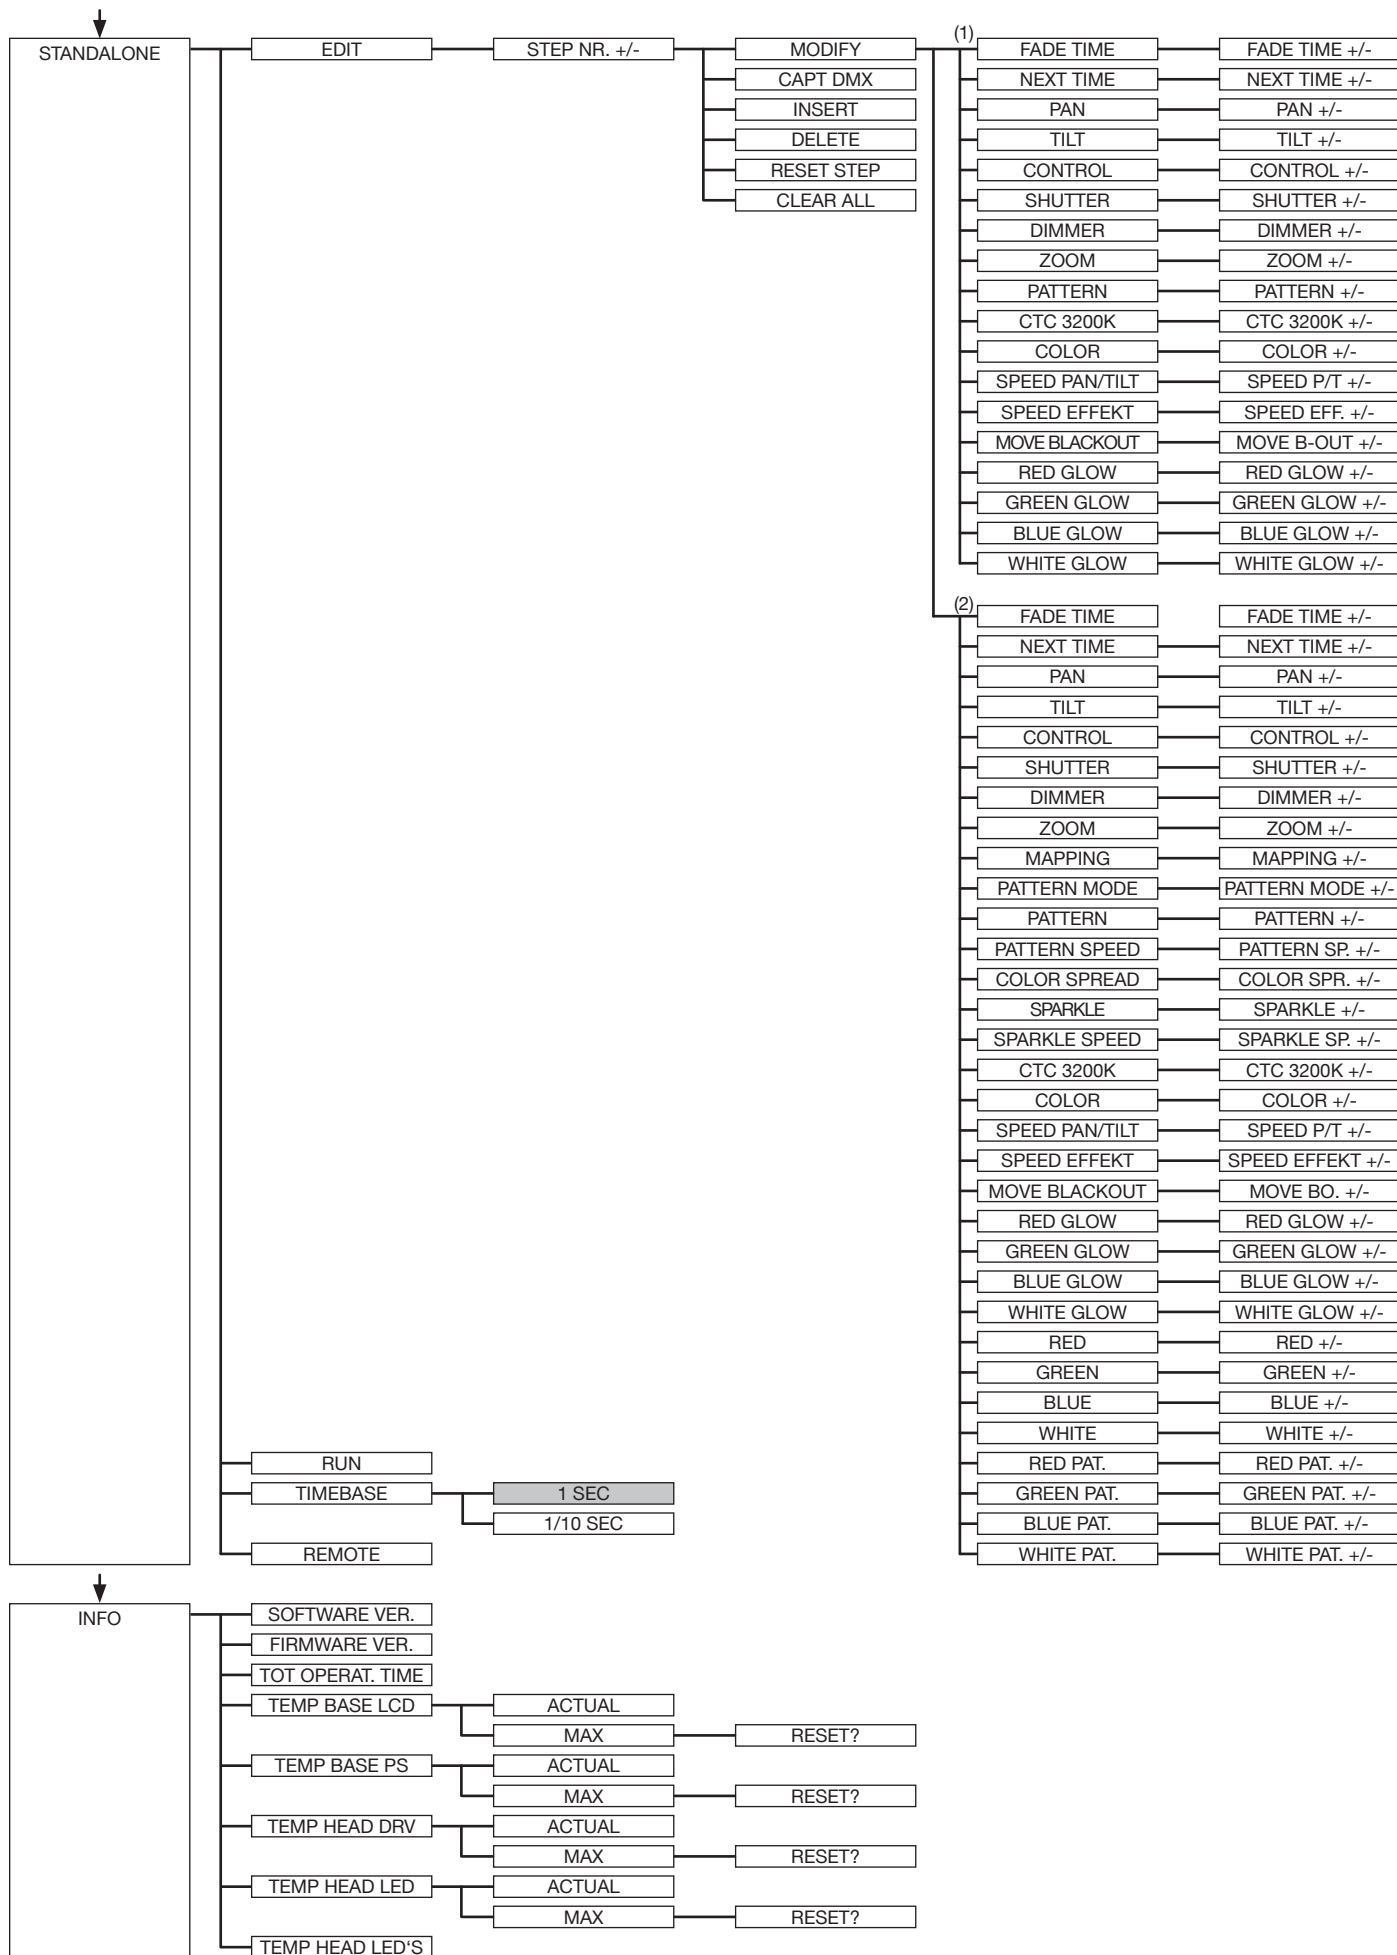 STANDALONE EDIT STEP NR. +/- MODIFY (1) FADE TIME FADE TIME +/-
CAPT DMX NEXT TIME NEXT TIME +/-
INSERT PAN PAN +/-
DELETE TILT TILT +/-
RESET STEP CONTROL CONTROL +/-
CLEAR ALL SHUTTER SHUTTER +/-
DIMMER DIMMER +/-
ZOOM ZOOM +/-
PATTERN PATTERN +/-
CTC 3200K CTC 3200K +/-
COLOR COLOR +/-
SPEED PAN/TILT SPEED P/T +/-
SPEED EFFEKT SPEED EFF. +/-
MOVE BLACKOUT MOVE B-OUT +/-
RED GLOW RED GLOW +/-
GREEN GLOW GREEN GLOW +/-
BLUE GLOW BLUE GLOW +/-
WHITE GLOW WHITE GLOW +/-
(2) FADE TIME FADE TIME +/-
NEXT TIME NEXT TIME +/-
PAN PAN +/-
TILT TILT +/-
CONTROL CONTROL +/-
SHUTTER SHUTTER +/-
DIMMER DIMMER +/-
ZOOM ZOOM +/-
MAPPING MAPPING +/-
PATTERN MODE PATTERN MODE +/-
PATTERN PATTERN +/-
PATTERN SPEED PATTERN SP. +/-
COLOR SPREAD COLOR SPR. +/-
SPARKLE SPARKLE +/-
SPARKLE SPEED SPARKLE SP. +/-
CTC 3200K CTC 3200K +/-
COLOR COLOR +/-
SPEED PAN/TILT SPEED P/T +/-
SPEED EFFEKT SPEED EFFEKT +/-
MOVE BLACKOUT MOVE BO. +/-
RED GLOW RED GLOW +/-
GREEN GLOW GREEN GLOW +/-
BLUE GLOW BLUE GLOW +/-
WHITE GLOW WHITE GLOW +/-
RED RED +/-
GREEN GREEN +/-
BLUE BLUE +/-
WHITE WHITE +/-
RUN RED PAT. RED PAT. +/-
TIMEBASE 1 SEC GREEN PAT. GREEN PAT. +/-
1/10 SEC BLUE PAT. BLUE PAT. +/-
REMOTE WHITE PAT. WHITE PAT. +/-
INFO SOFTWARE VER.
FIRMWARE VER.
TOT OPERAT. TIME
TEMP BASE LCD ACTUAL
MAX RESET?
TEMP BASE PS ACTUAL
MAX RESET?
TEMP HEAD DRV ACTUAL
MAX RESET?
TEMP HEAD LED ACTUAL
MAX RESET?
TEMP HEAD LED‘S